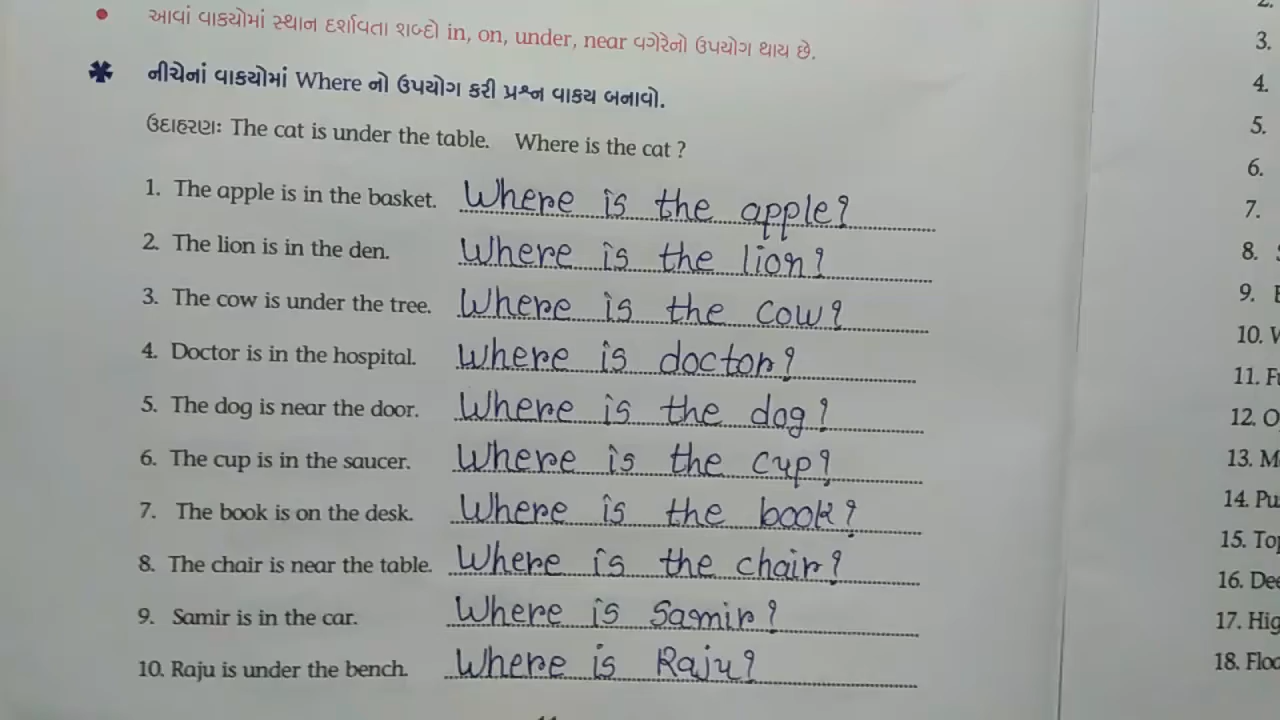 • આવાં વાક્યોમાં સ્થાન દર્શાવતા શબ્દો in, on, under, near વગેરેનો ઉપયોગ થાય છે.
* નીચેનાં વાક્યોમાં Where નો ઉપયોગ કરી પ્રશ્ન વાક્ય બનાવો.
ઉદાહરણઃ The cat is under the table. Where is the cat ?
1. The apple is in the basket. Where is the apple?
2. The lion is in the den. Where is the lion?
3. The cow is under the tree. Where is the cow?
4. Doctor is in the hospital. Where is doctor?
5. The dog is near the door. Where is the dog?
6. The cup is in the saucer. Where is the cup?
7. The book is on the desk. Where is the book?
8. The chair is near the table. Where is the chair?
9. Samir is in the car. Where is Samir?
10. Raju is under the bench. Where is Raju?
3.
4.
5.
6.
7.
8.
9.
10.
11.
12.
13.
14.
15.
16.
17.
18.